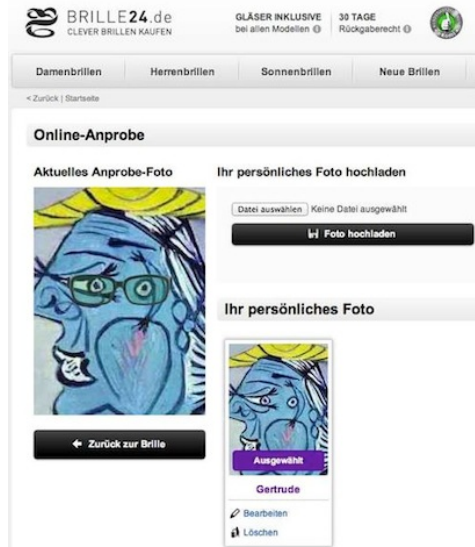 BRILLE24.de
CLEVER BRILLEN KAUFEN
GLÄSER INKLUSIVE
bei allen Modellen
30 TAGE
Rückgaberecht
Damenbrillen
Herrenbrillen
Sonnenbrillen
Neue Brillen
< Zurück | Startseite
Online-Anprobe
Aktuelles Anprobe-Foto
Ihr persönliches Foto hochladen
Datei auswählen Keine Datei ausgewählt
Foto hochladen
Ihr persönliches Foto
Ausgewählt
Gertrude
Bearbeiten
Löschen
Zurück zur Brille